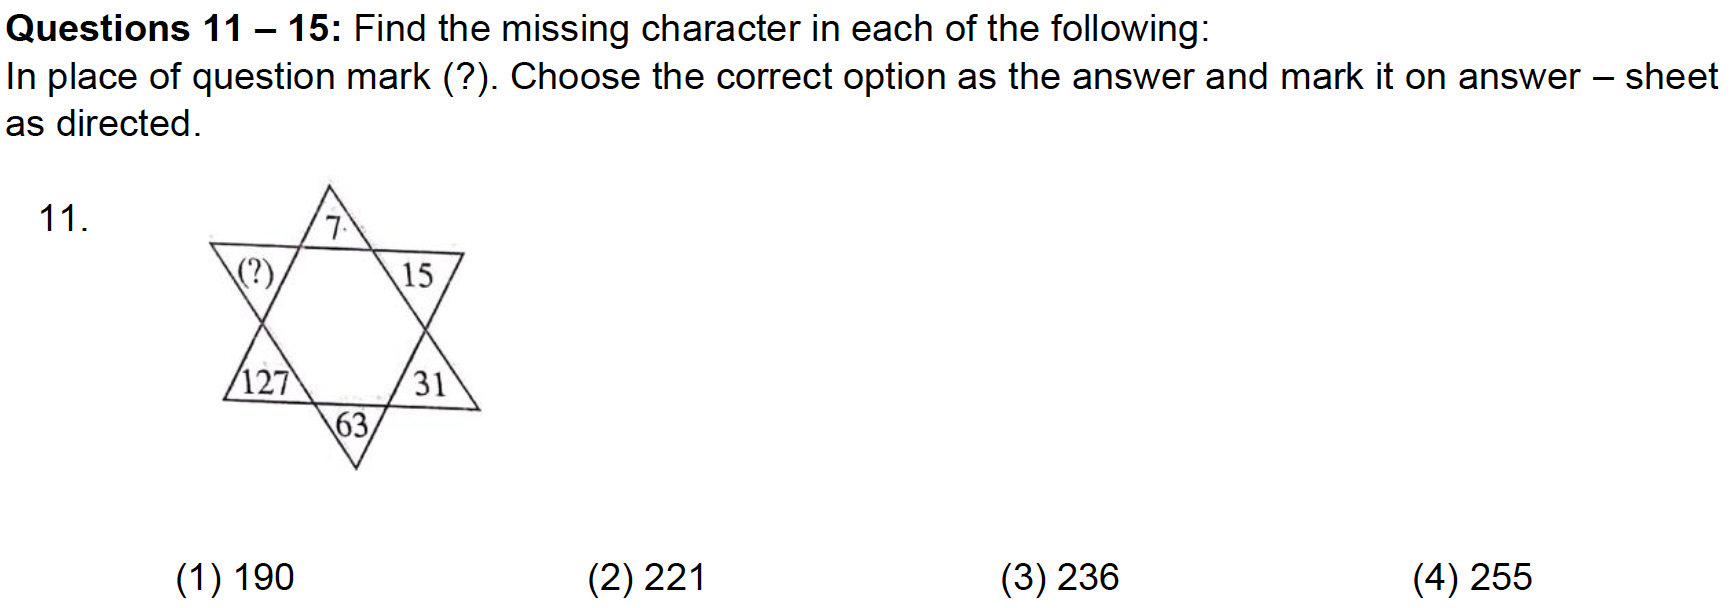 Questions 11 – 15: Find the missing character in each of the following:
In place of question mark (?). Choose the correct option as the answer and mark it on answer – sheet
as directed.
11.
7
(?) 15
127 31
63
(1) 190 (2) 221 (3) 236 (4) 255